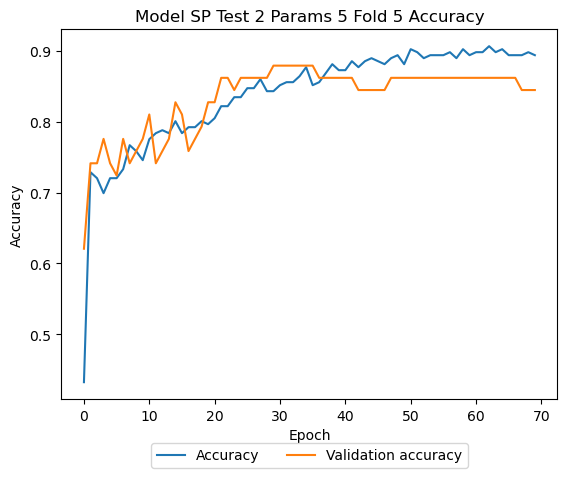 Model SP Test 2 Params 5 Fold 5 Accuracy
0.9
0.8
0.7
0.6
0.5
Accuracy
0 10 20 30 40 50 60 70
Epoch
Accuracy Validation accuracy